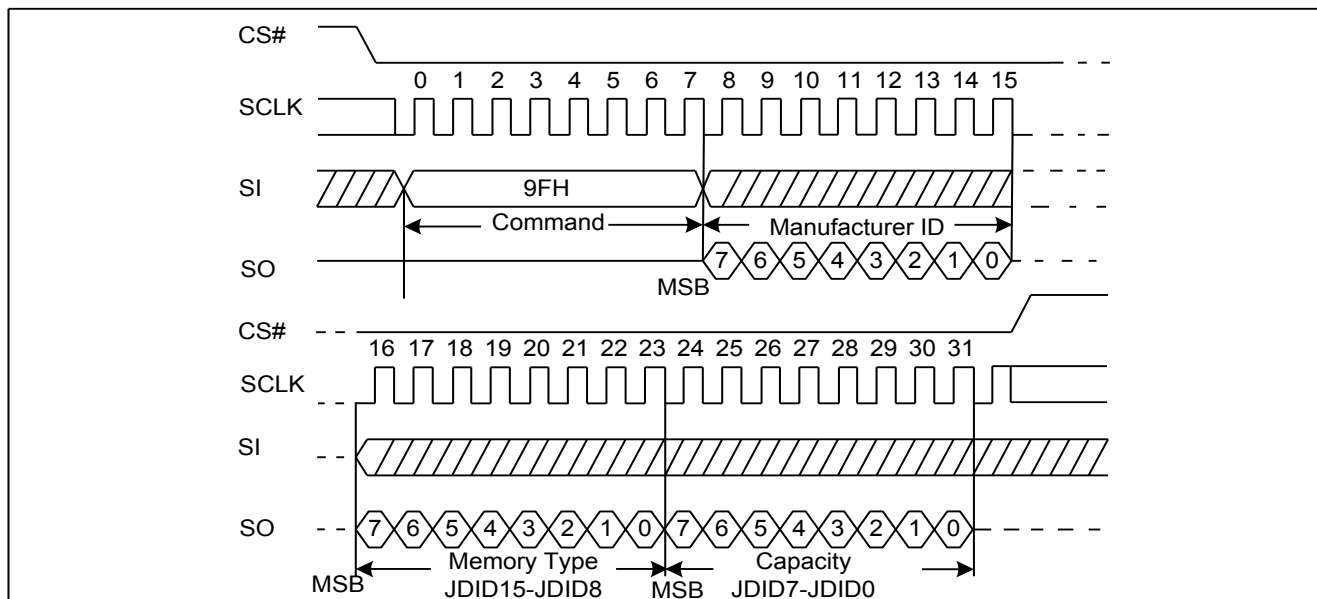 CS#
0 1 2 3 4 5 6 7 8 9 10 11 12 13 14 15
SCLK
SI
9FH
Command
Manufacturer ID
SO
7 6 5 4 3 2 1 0
MSB
CS#
16 17 18 19 20 21 22 23 24 25 26 27 28 29 30 31
SCLK
SI
SO
7 6 5 4 3 2 1 0 7 6 5 4 3 2 1 0
Memory Type
Capacity
MSB
JDID15-JDID8
MSB
JDID7-JDID0